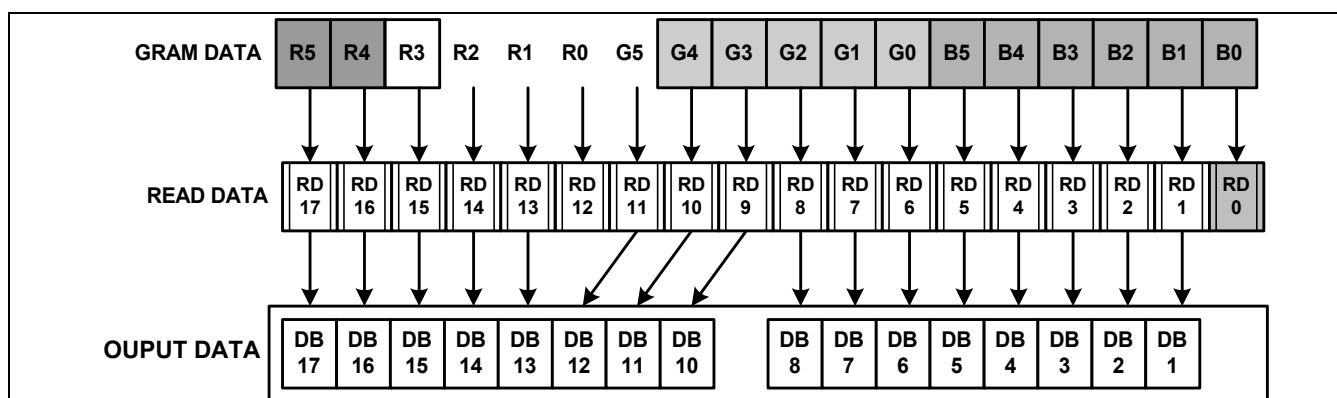 GRAM DATA R5 R4 R3 R2 R1 R0 G5 G4 G3 G2 G1 G0 B5 B4 B3 B2 B1 B0
READ DATA RD 17 RD 16 RD 15 RD 14 RD 13 RD 12 RD 11 RD 10 RD 9 RD 8 RD 7 RD 6 RD 5 RD 4 RD 3 RD 2 RD 1 RD 0
OUPUT DATA DB 17 DB 16 DB 15 DB 14 DB 13 DB 12 DB 11 DB 10 DB 8 DB 7 DB 6 DB 5 DB 4 DB 3 DB 2 DB 1